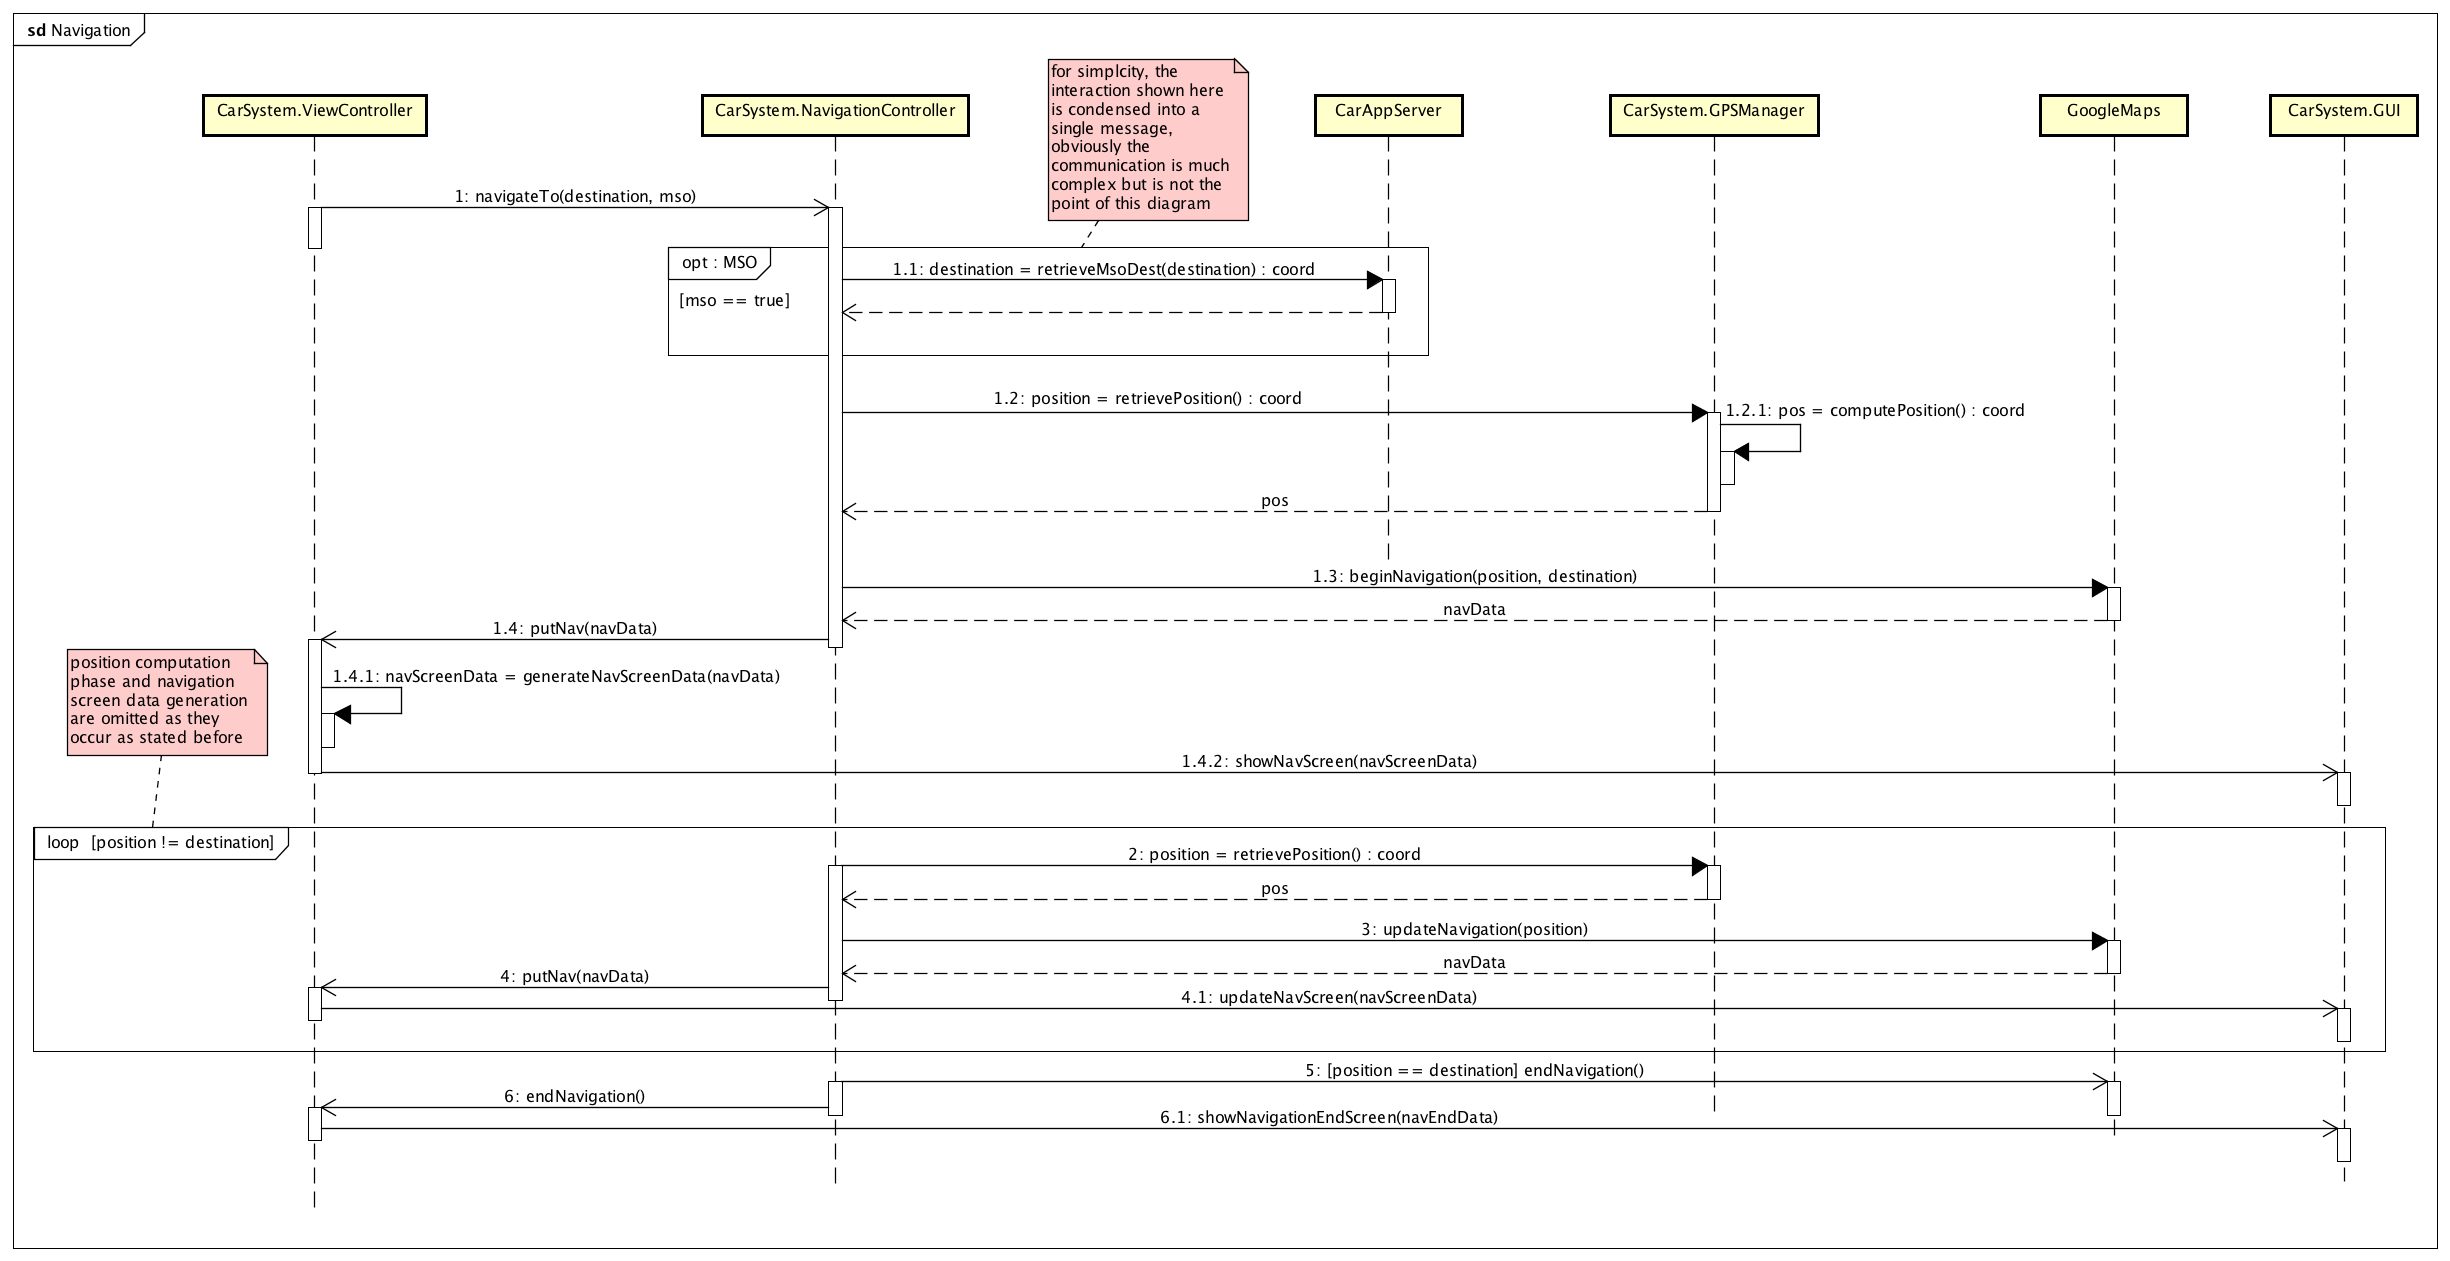 sd Navigation
for simplcity, the
interaction shown here
is condensed into a
single message,
obviously the
communication is much
complex but is not the
point of this diagram
CarSystem.ViewController
CarSystem.NavigationController
CarAppServer
CarSystem.GPSManager
GoogleMaps
CarSystem.GUI
1: navigateTo(destination, mso)
opt : MSO
[mso == true]
1.1: destination = retrieveMsoDest(destination) : coord
1.2: position = retrievePosition() : coord
1.2.1: pos = computePosition() : coord
pos
1.3: beginNavigation(position, destination)
navData
1.4: putNav(navData)
position computation
phase and navigation
screen data generation
are omitted as they
occur as stated before
1.4.1: navScreenData = generateNavScreenData(navData)
1.4.2: showNavScreen(navScreenData)
loop [position != destination]
2: position = retrievePosition() : coord
pos
3: updateNavigation(position)
navData
4: putNav(navData)
4.1: updateNavScreen(navScreenData)
5: [position == destination] endNavigation()
6: endNavigation()
6.1: showNavigationEndScreen(navEndData)